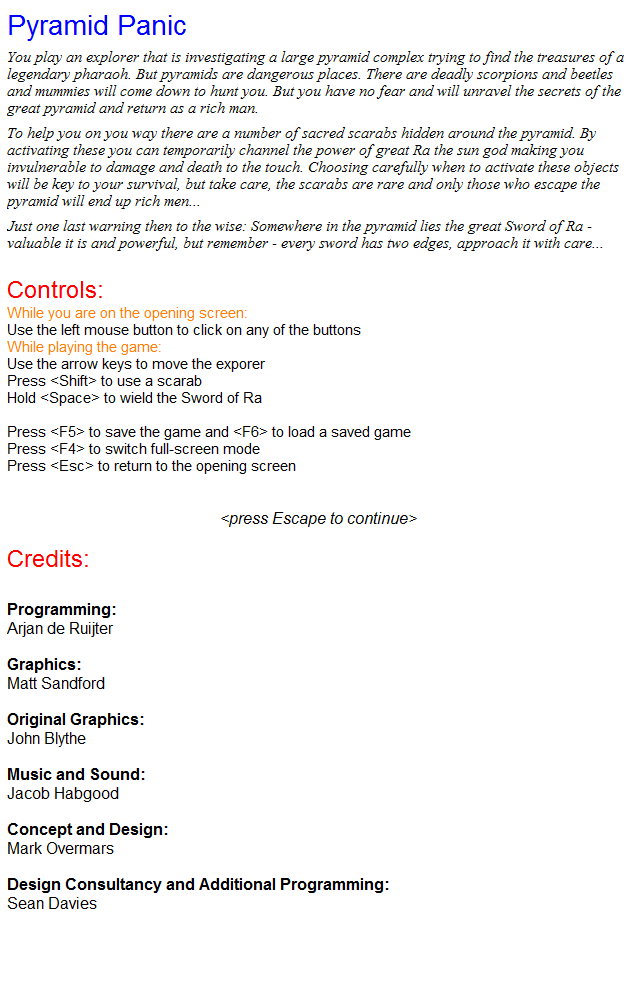 Pyramid Panic
You play an explorer that is investigating a large pyramid complex trying to find the treasures of a
legendary pharaoh. But pyramids are dangerous places. There are deadly scorpions and beetles
and mummies will come down to hunt you. But you have no fear and will unravel the secrets of the
great pyramid and return as a rich man.
To help you on you way there are a number of sacred scarabs hidden around the pyramid. By
activating these you can temporarily channel the power of great Ra the sun god making you
invulnerable to damage and death to the touch. Choosing carefully when to activate these objects
will be key to your survival, but take care, the scarabs are rare and only those who escape the
pyramid will end up rich men...
Just one last warning then to the wise: Somewhere in the pyramid lies the great Sword of Ra -
valuable it is and powerful, but remember - every sword has two edges, approach it with care...
Controls:
While you are on the opening screen:
Use the left mouse button to click on any of the buttons
While playing the game:
Use the arrow keys to move the exporer
Press <Shift> to use a scarab
Hold <Space> to wield the Sword of Ra
Press <F5> to save the game and <F6> to load a saved game
Press <F4> to switch full-screen mode
Press <Esc> to return to the opening screen
<press Escape to continue>
Credits:
Programming:
Arjan de Ruijter
Graphics:
Matt Sandford
Original Graphics:
John Blythe
Music and Sound:
Jacob Habgood
Concept and Design:
Mark Overmars
Design Consultancy and Additional Programming:
Sean Davies